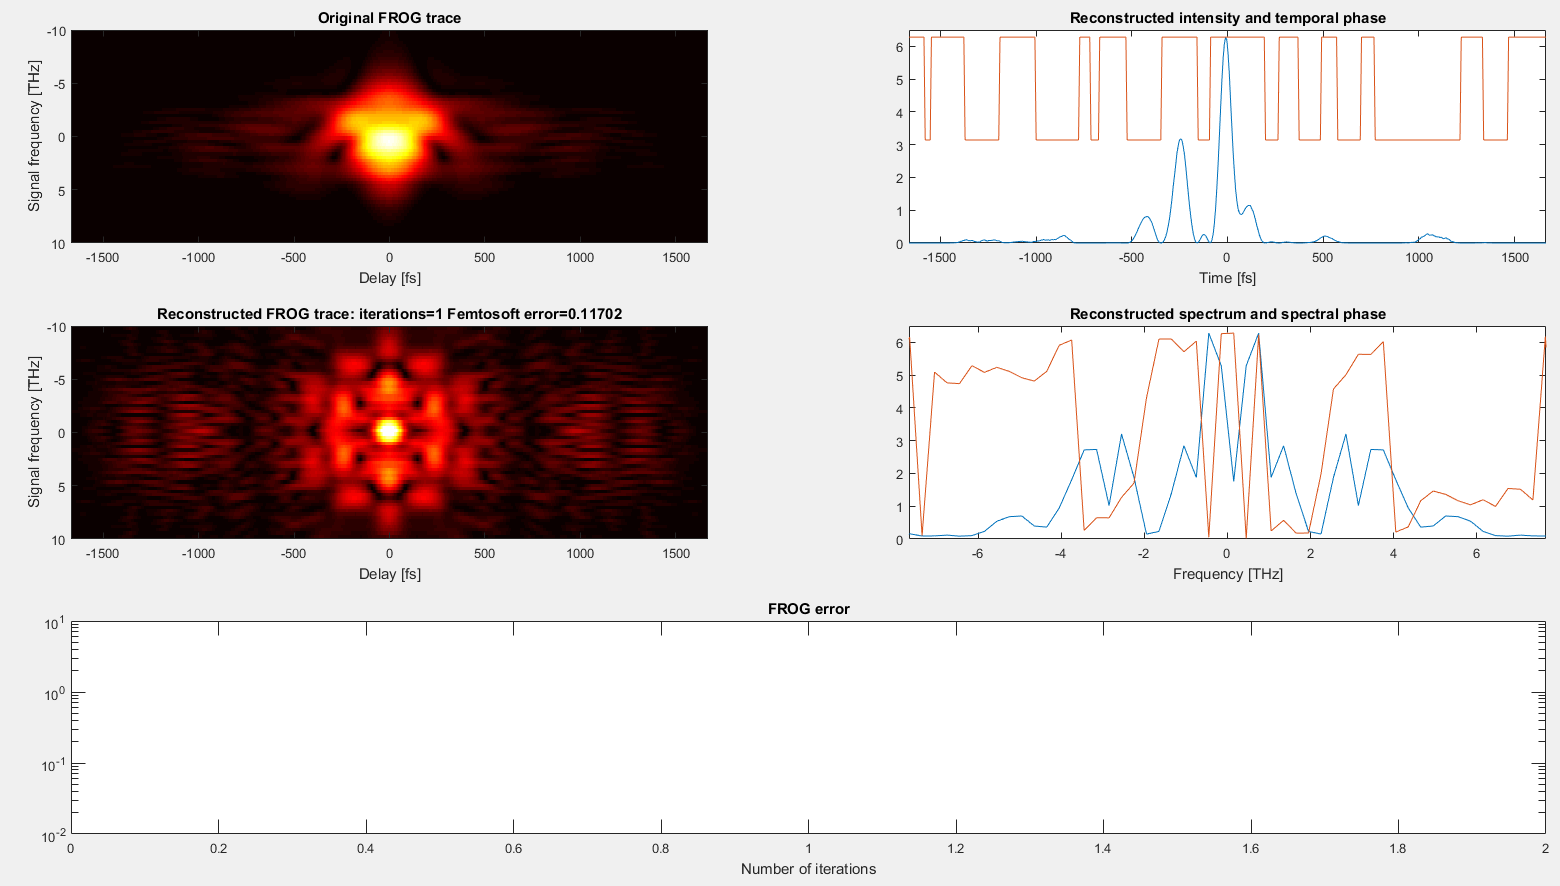 Original FROG trace
Signal frequency [THz]
-10
-5
0
5
10
-1500 -1000 -500 0 500 1000 1500
Delay [fs]
Reconstructed intensity and temporal phase
6
5
4
3
2
1
0
-1500 -1000 -500 0 500 1000 1500
Time [fs]
Reconstructed FROG trace: iterations=1 Femtosoft error=0.11702
Signal frequency [THz]
-10
-5
0
5
10
-1500 -1000 -500 0 500 1000 1500
Delay [fs]
Reconstructed spectrum and spectral phase
6
5
4
3
2
1
0
-6 -4 -2 0 2 4 6
Frequency [THz]
FROG error
10^1
10^0
10^-1
10^-2
0 0.2 0.4 0.6 0.8 1 1.2 1.4 1.6 1.8 2
Number of iterations